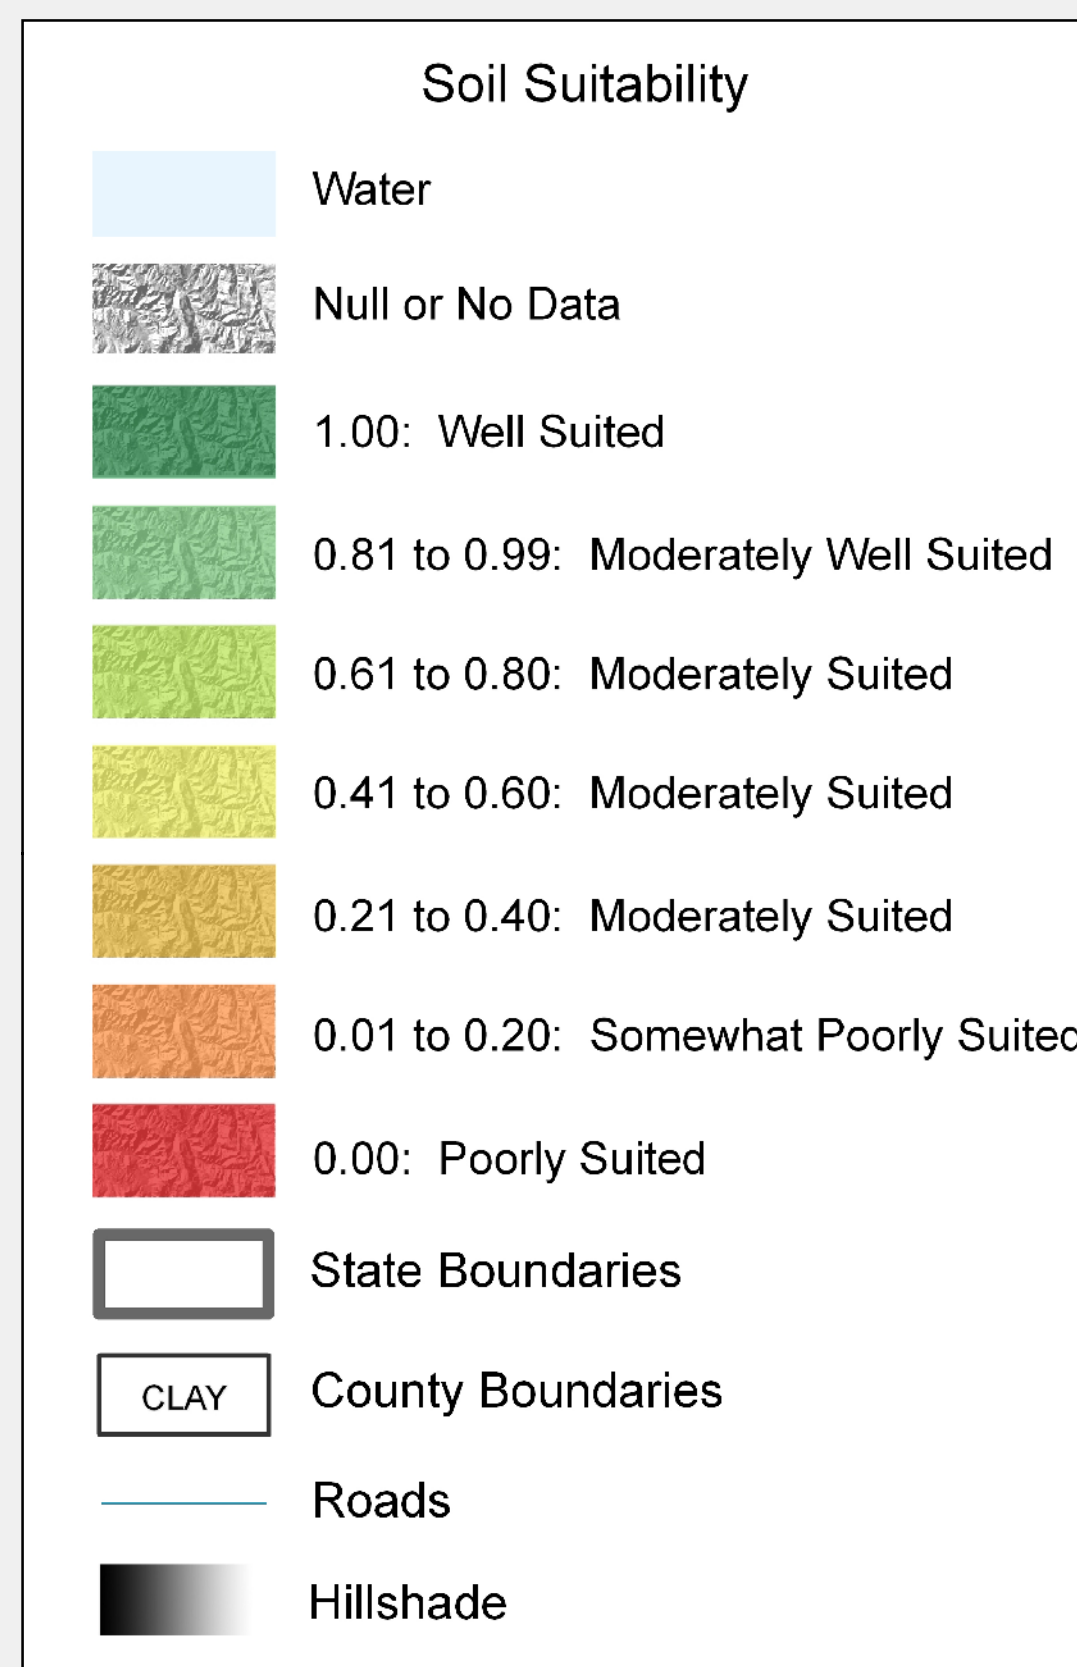 Soil Suitability
Water
Null or No Data
1.00: Well Suited
0.81 to 0.99: Moderately Well Suited
0.61 to 0.80: Moderately Suited
0.41 to 0.60: Moderately Suited
0.21 to 0.40: Moderately Suited
0.01 to 0.20: Somewhat Poorly Suited
0.00: Poorly Suited
State Boundaries
CLAY County Boundaries
Roads
Hillshade